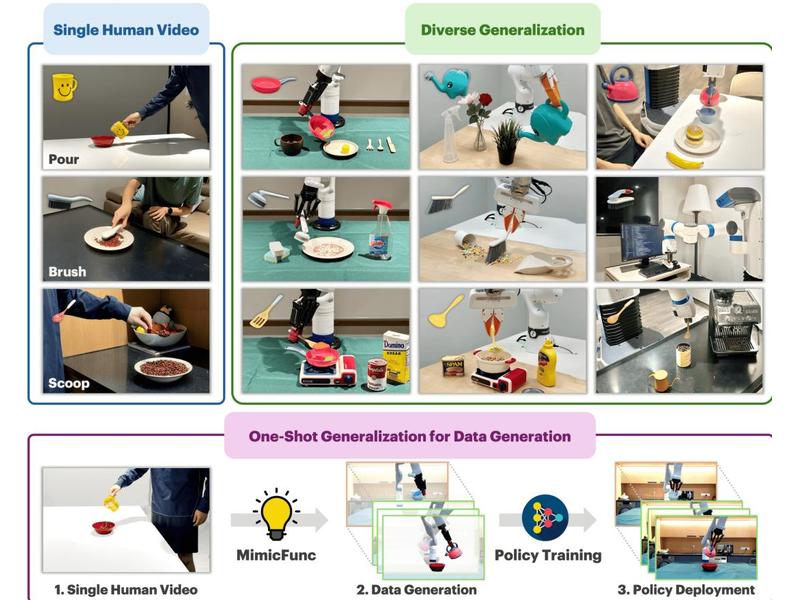 Single Human Video
Diverse Generalization
Pour
Brush
Scoop
Domino
SUGAR
SPAM
One-Shot Generalization for Data Generation
MimicFunc
Policy Training
1. Single Human Video
2. Data Generation
3. Policy Deployment